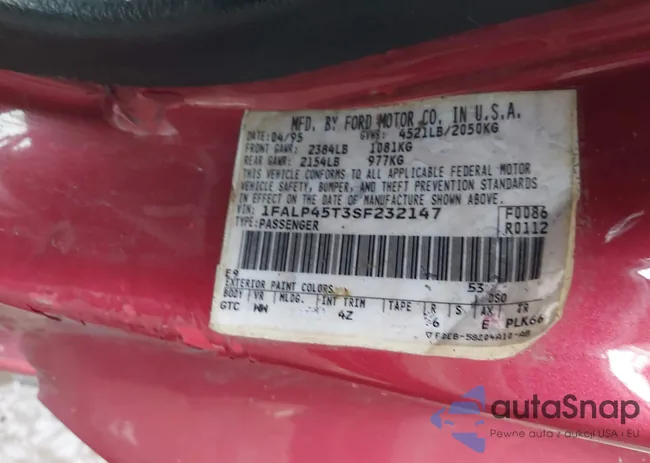 MFD. BY FORD MOTOR CO. IN U.S.A.
DATE: 04/95 GVWR: 4521LB/2050KG
FRONT GAWR: 2384LB 1081KG
REAR GAWR: 2154LB 977KG
THIS VEHICLE CONFORMS TO ALL APPLICABLE FEDERAL MOTOR
VEHICLE SAFETY, BUMPER, AND THEFT PREVENTION STANDARDS
IN EFFECT ON THE DATE OF MANUFACTURE SHOWN ABOVE.
VIN: 1FALP45T3SF232147 F0086
TYPE: PASSENGER R0112
E9 53
EXTERIOR PAINT COLORS DSO
BODY VR MLDG. INT TRIM TAPE R S AX TR
GTC WW 4Z 6 E PLK66
autaSnap
Pewne auta z aukcji USA i EU